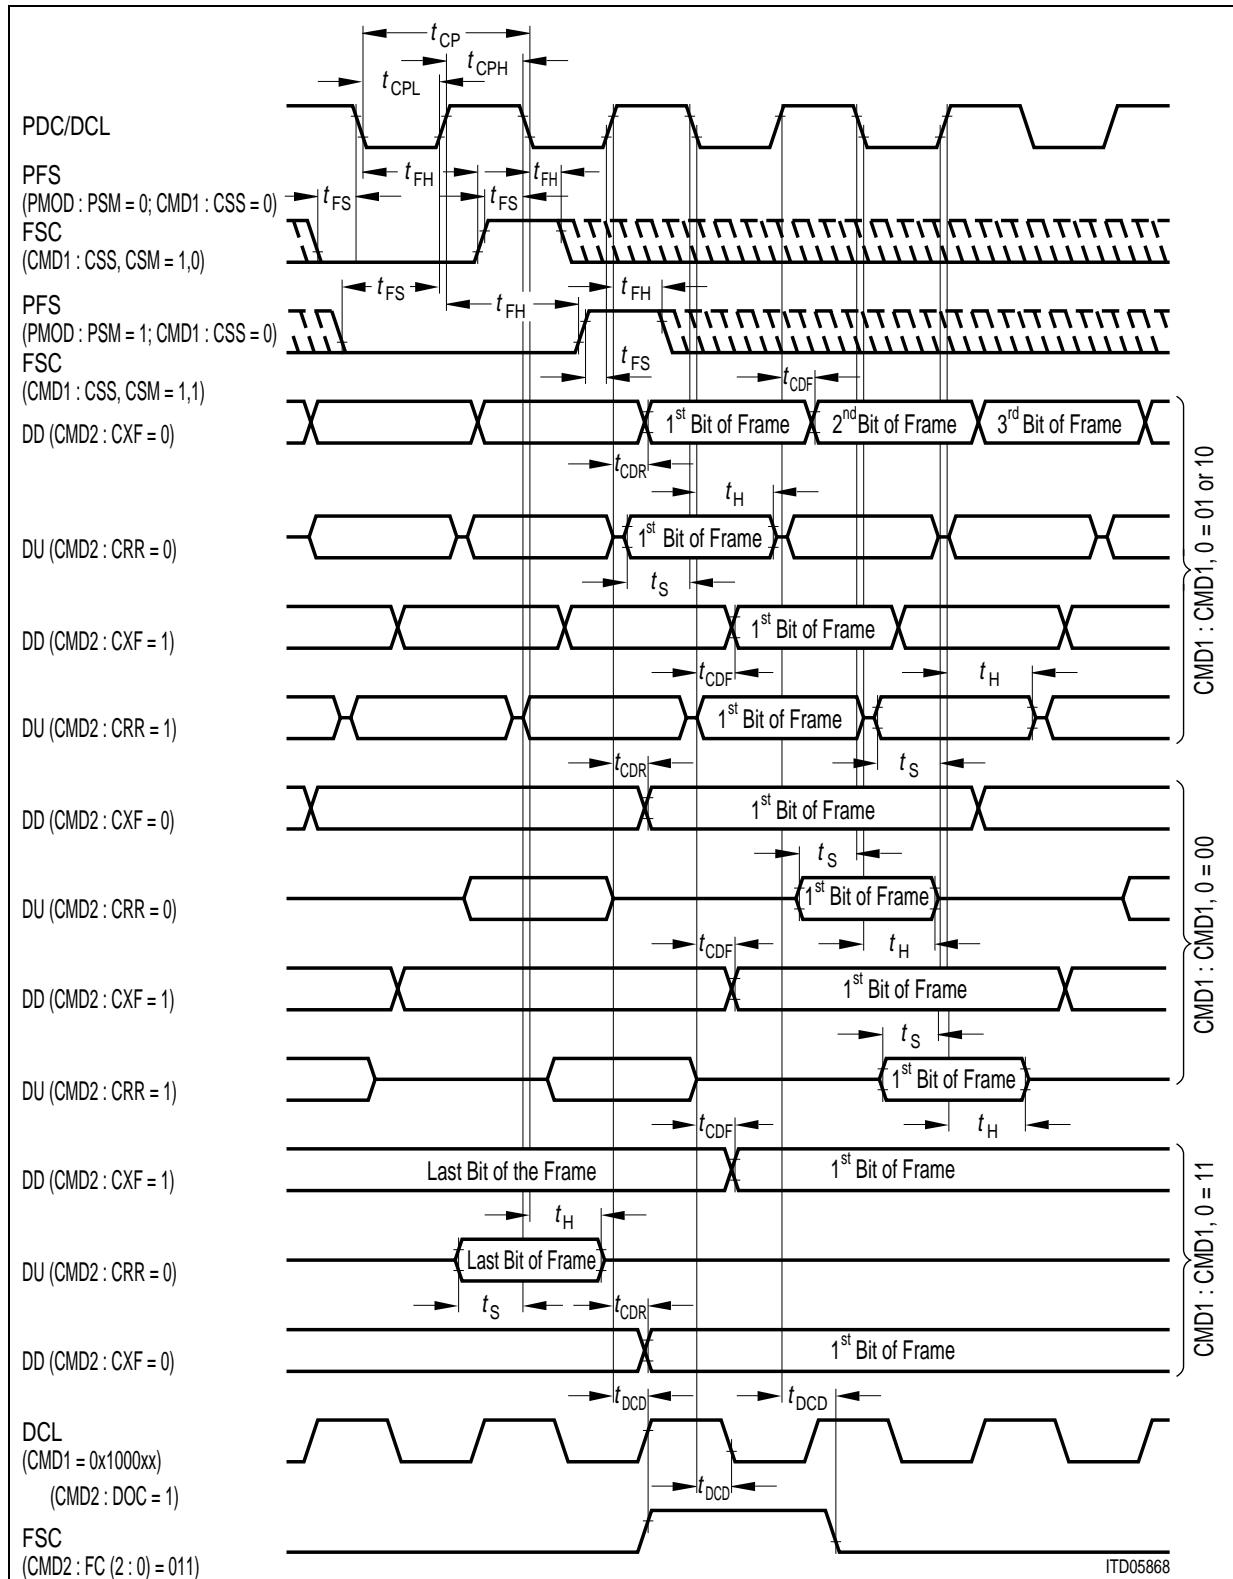 tCP
tCPH
tCPL
PDC/DCL
PFS
(PMOD : PSM = 0; CMD1 : CSS = 0)
FSC
(CMD1 : CSS, CSM = 1,0)
tFH
tFH
tFS
tFS
PFS
(PMOD : PSM = 1; CMD1 : CSS = 0)
FSC
(CMD1 : CSS, CSM = 1,1)
tFS
tFH
tFH
tFS
tCDF
DD (CMD2 : CXF = 0)
1st Bit of Frame
2nd Bit of Frame
3rd Bit of Frame
tCDR
tH
DU (CMD2 : CRR = 0)
1st Bit of Frame
tS
DD (CMD2 : CXF = 1)
1st Bit of Frame
tCDF
tH
DU (CMD2 : CRR = 1)
1st Bit of Frame
tCDR
tS
CMD1 : CMD1, 0 = 01 or 10
DD (CMD2 : CXF = 0)
1st Bit of Frame
tS
DU (CMD2 : CRR = 0)
1st Bit of Frame
tCDF
tH
DD (CMD2 : CXF = 1)
1st Bit of Frame
tS
DU (CMD2 : CRR = 1)
1st Bit of Frame
tCDF
tH
CMD1 : CMD1, 0 = 00
DD (CMD2 : CXF = 1)
Last Bit of the Frame
1st Bit of Frame
tH
DU (CMD2 : CRR = 0)
Last Bit of Frame
tS
tCDR
DD (CMD2 : CXF = 0)
1st Bit of Frame
CMD1 : CMD1, 0 = 11
tDCD
tDCD
DCL
(CMD1 = 0x1000xx)
(CMD2 : DOC = 1)
tDCD
FSC
(CMD2 : FC (2 : 0) = 011)
ITD05868